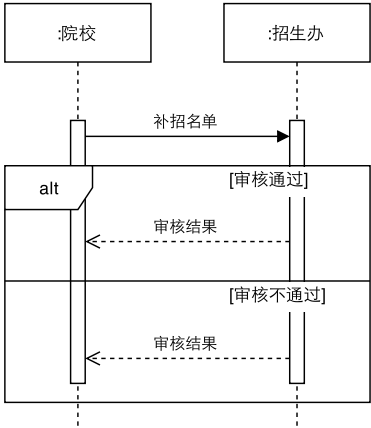 :院校
:招生办
补招名单
alt
[审核通过]
审核结果
[审核不通过]
审核结果